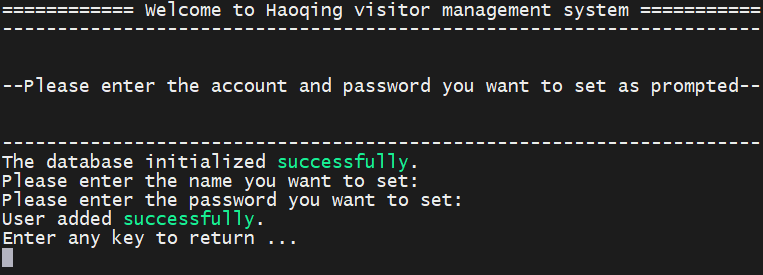 ============ Welcome to Haoqing visitor management system ===========
---------------------------------------------------------------------
--Please enter the account and password you want to set as prompted--
---------------------------------------------------------------------
The database initialized successfully.
Please enter the name you want to set:
Please enter the password you want to set:
User added successfully.
Enter any key to return ...